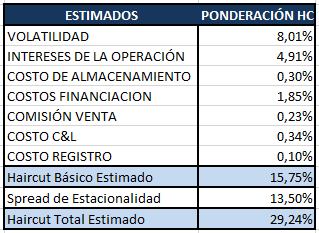 ESTIMADOS PONDERACIÓN HC
VOLATILIDAD 8,01%
INTERESES DE LA OPERACIÓN 4,91%
COSTO DE ALMACENAMIENTO 0,30%
COSTOS FINANCIACION 1,85%
COMISIÓN VENTA 0,23%
COSTO C&L 0,34%
COSTO REGISTRO 0,10%
Haircut Básico Estimado 15,75%
Spread de Estacionalidad 13,50%
Haircut Total Estimado 29,24%